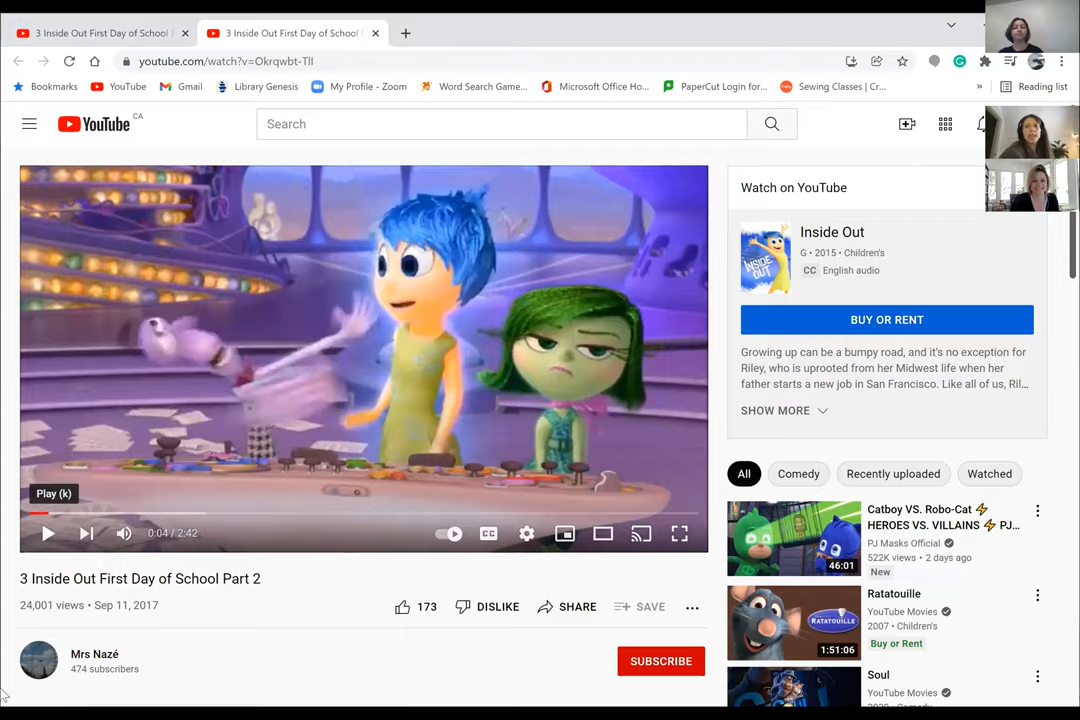 3 Inside Out First Day of School
3 Inside Out First Day of School
youtube.com/watch?v=Okrqwbt-TlI
Bookmarks
YouTube
Gmail
Library Genesis
My Profile - Zoom
Word Search Game...
Microsoft Office Ho...
PaperCut Login for...
Sewing Classes | Cr...
»
Reading list
YouTube CA
Search
Watch on YouTube
INSIDE OUT
Inside Out
G • 2015 • Children's
CC English audio
BUY OR RENT
Growing up can be a bumpy road, and it's no exception for
Riley, who is uprooted from her Midwest life when her
father starts a new job in San Francisco. Like all of us, Ril...
SHOW MORE
Play (k)
0:04 / 2:42
CC
3 Inside Out First Day of School Part 2
24,001 views • Sep 11, 2017
173
DISLIKE
SHARE
SAVE
Mrs Nazé
474 subscribers
SUBSCRIBE
All
Comedy
Recently uploaded
Watched
46:01
Catboy VS. Robo-Cat ⚡
HEROES VS. VILLAINS ⚡ PJ...
PJ Masks Official
522K views • 2 days ago
New
RATATOUILLE
1:51:06
Ratatouille
YouTube Movies
2007 • Children's
Buy or Rent
Soul
YouTube Movies